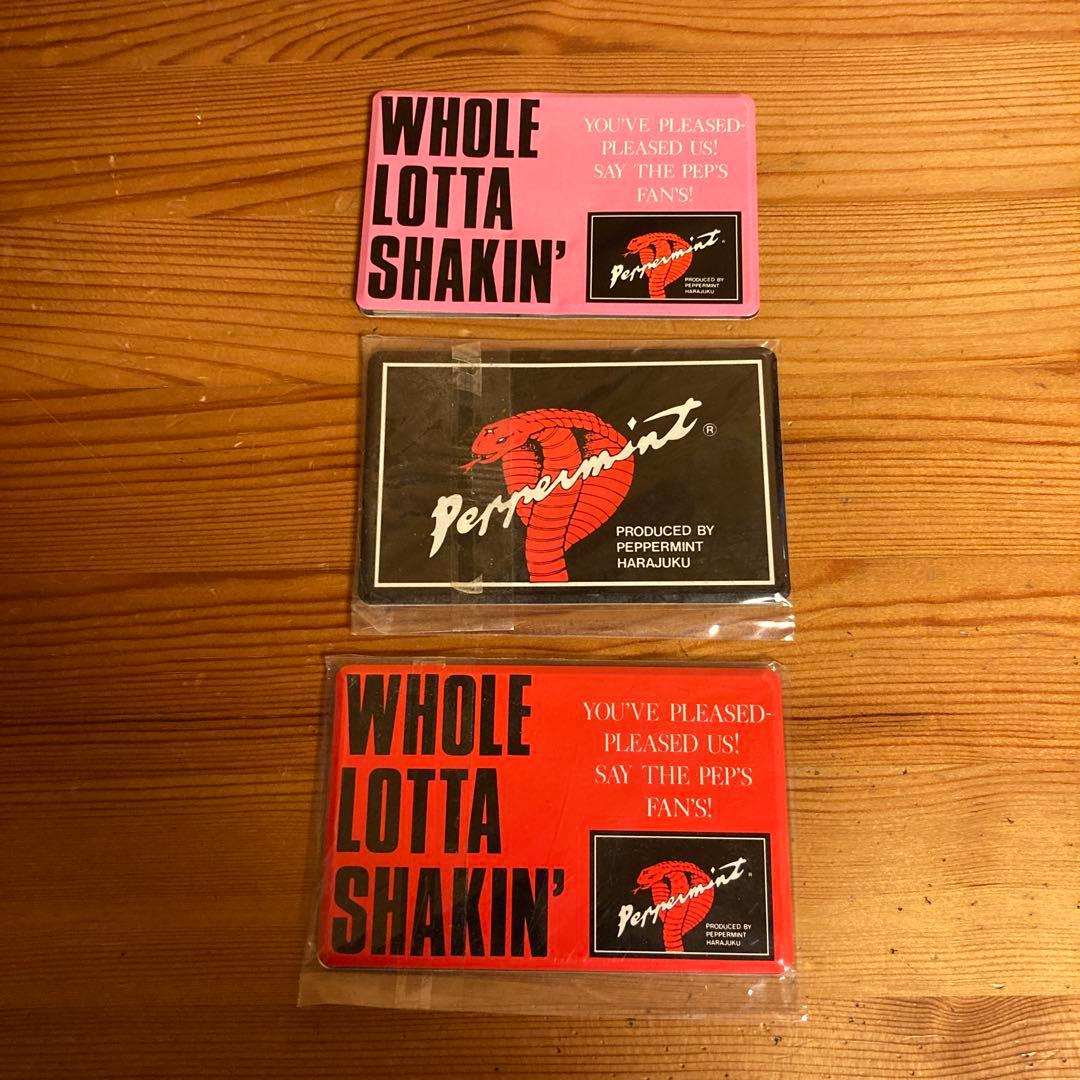 WHOLE
LOTTA
SHAKIN'
YOU'VE PLEASED-
PLEASED US!
SAY THE PEP'S
FAN'S!
Peppermint ®
PRODUCED BY
PEPPERMINT
HARAJUKU
Peppermint ®
PRODUCED BY
PEPPERMINT
HARAJUKU
WHOLE
LOTTA
SHAKIN'
YOU'VE PLEASED-
PLEASED US!
SAY THE PEP'S
FAN'S!
Peppermint ®
PRODUCED BY
PEPPERMINT
HARAJUKU